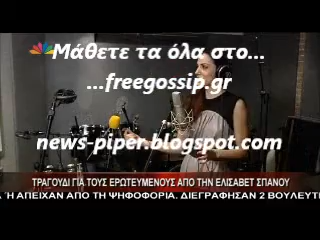 Μάθετε τα όλα στο...
...freegossip.gr
news-piper.blogspot.com
ΤΡΑΓΟΥΔΙ ΓΙΑ ΤΟΥΣ ΕΡΩΤΕΥΜΕΝΟΥΣ ΑΠΟ ΤΗΝ ΕΛΙΣΑΒΕΤ ΣΠΑΝΟΥ
Ή ΑΠΕΙΧΑΝ ΑΠΟ ΤΗ ΨΗΦΟΦΟΡΙΑ. ΔΙΕΓΡΑΦΗΣΑΝ 2 ΒΟΥΛΕΥΤ